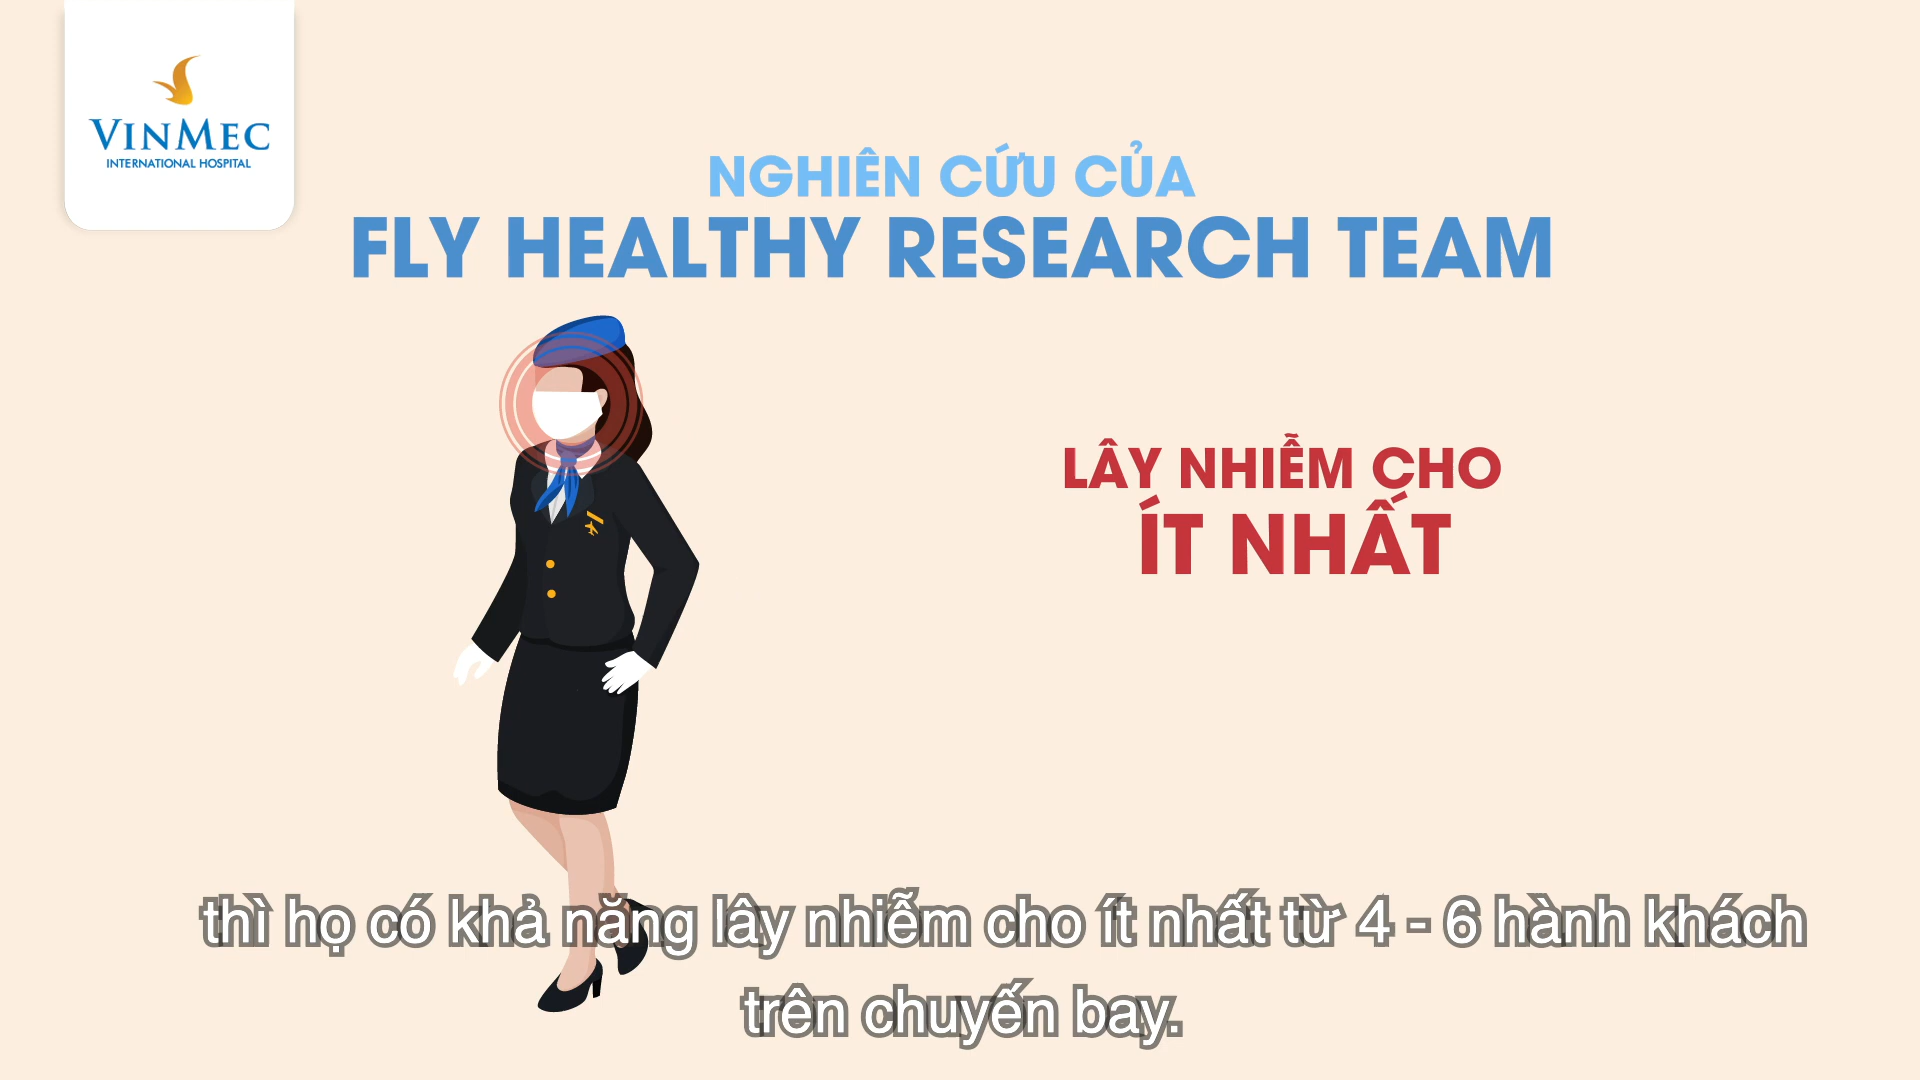 VINMEC
INTERNATIONAL HOSPITAL
NGHIÊN CỨU CỦA
FLY HEALTHY RESEARCH TEAM
LÂY NHIỄM CHO
ÍT NHẤT
thì họ có khả năng lây nhiễm cho ít nhất từ 4 - 6 hành khách
trên chuyến bay.